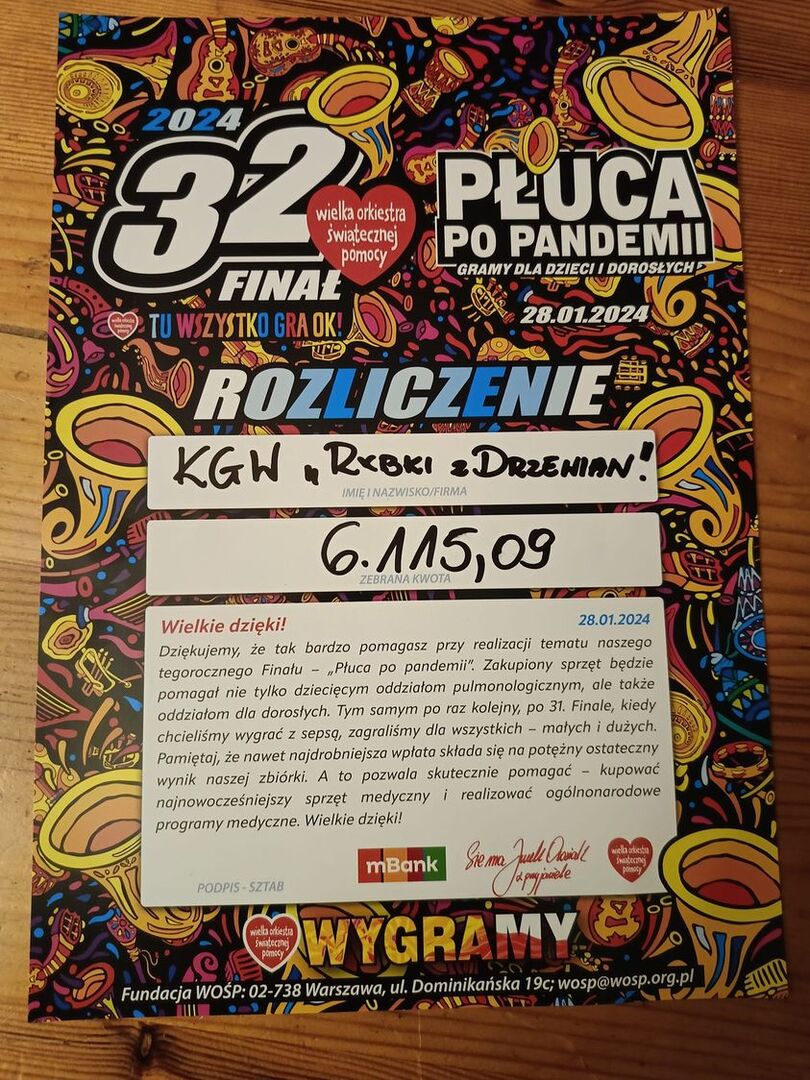 2024
32
FINAŁ
wielka orkiestra
świątecznej
pomocy
PŁUCA
PO PANDEMII
GRAMY DLA DZIECI I DOROSŁYCH
28.01.2024
wielka orkiestra
świątecznej
pomocy
TU WSZYSTKO GRA OK!
ROZLICZENIE
KGW „RYBKI z DRZEWIAN"
IMIĘ I NAZWISKO/FIRMA
6.115,09
ZEBRANA KWOTA
Wielkie dzięki! 28.01.2024
Dziękujemy, że tak bardzo pomagasz przy realizacji tematu naszego
tegorocznego Finału – „Płuca po pandemii”. Zakupiony sprzęt będzie
pomagał nie tylko dziecięcym oddziałom pulmonologicznym, ale także
oddziałom dla dorosłych. Tym samym po raz kolejny, po 31. Finale, kiedy
chcieliśmy wygrać z sepsą, zagraliśmy dla wszystkich – małych i dużych.
Pamiętaj, że nawet najdrobniejsza wpłata składa się na potężny ostateczny
wynik naszej zbiórki. A to pozwala skutecznie pomagać – kupować
najnowocześniejszy sprzęt medyczny i realizować ogólnonarodowe
programy medyczne. Wielkie dzięki!
mBank
Siema Jurek Owsiak
z przyjaciele
wielka orkiestra
świątecznej
pomocy
PODPIS - SZTAB
wielka orkiestra
świątecznej
pomocy
WYGRAMY
Fundacja WOŚP: 02-738 Warszawa, ul. Dominikańska 19c; wosp@wosp.org.pl